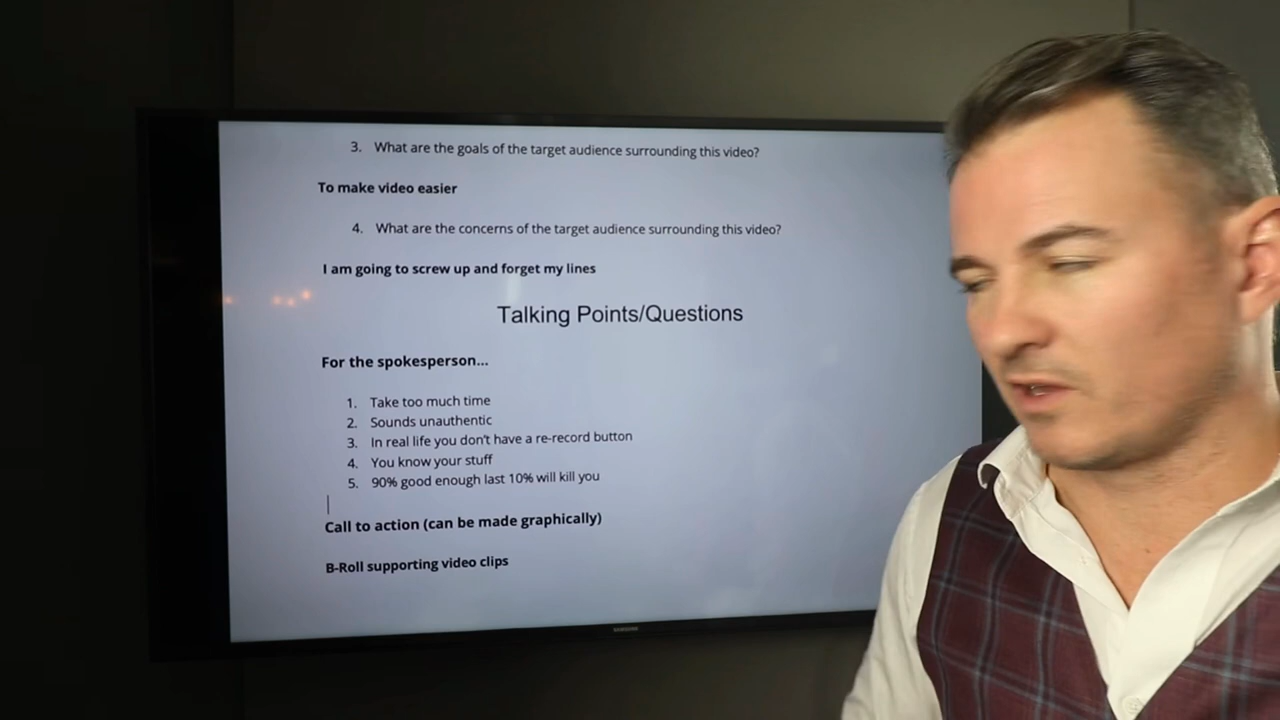 3. What are the goals of the target audience surrounding this video?
To make video easier
4. What are the concerns of the target audience surrounding this video?
I am going to screw up and forget my lines
Talking Points/Questions
For the spokesperson...
1. Take too much time
2. Sounds unauthentic
3. In real life you don't have a re-record button
4. You know your stuff
5. 90% good enough last 10% will kill you
Call to action (can be made graphically)
B-Roll supporting video clips
SAMSUNG